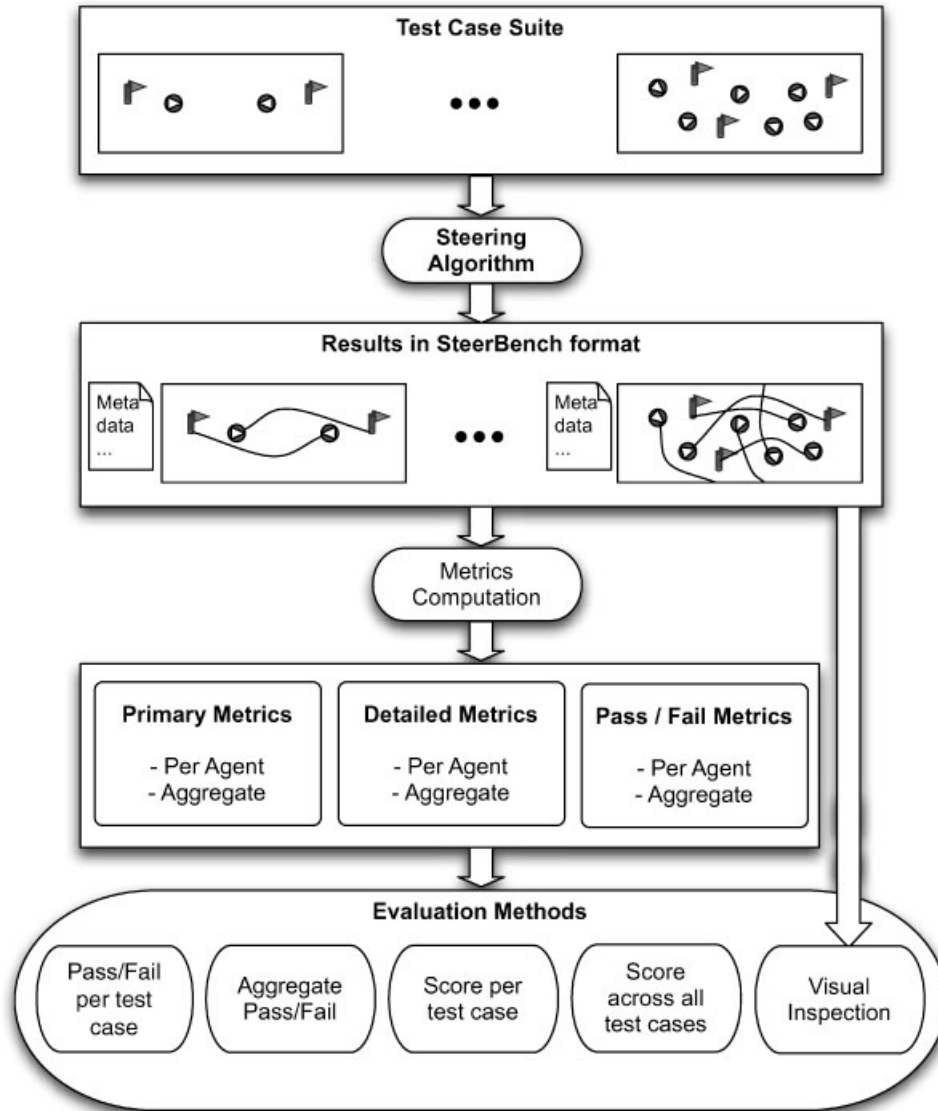 Test Case Suite
Steering
Algorithm
Results in SteerBench format
Meta
data
...
Meta
data
...
Metrics
Computation
Primary Metrics
- Per Agent
- Aggregate
Detailed Metrics
- Per Agent
- Aggregate
Pass / Fail Metrics
- Per Agent
- Aggregate
Evaluation Methods
Pass/Fail
per test
case
Aggregate
Pass/Fail
Score per
test case
Score
across all
test cases
Visual
Inspection